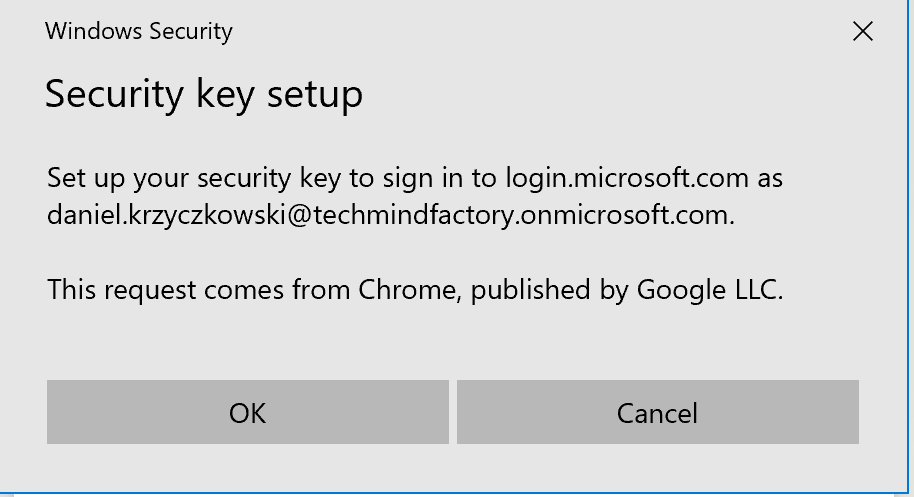 Windows Security
Security key setup
Set up your security key to sign in to login.microsoft.com as
daniel.krzyczkowski@techmindfactory.onmicrosoft.com.
This request comes from Chrome, published by Google LLC.
OK
Cancel